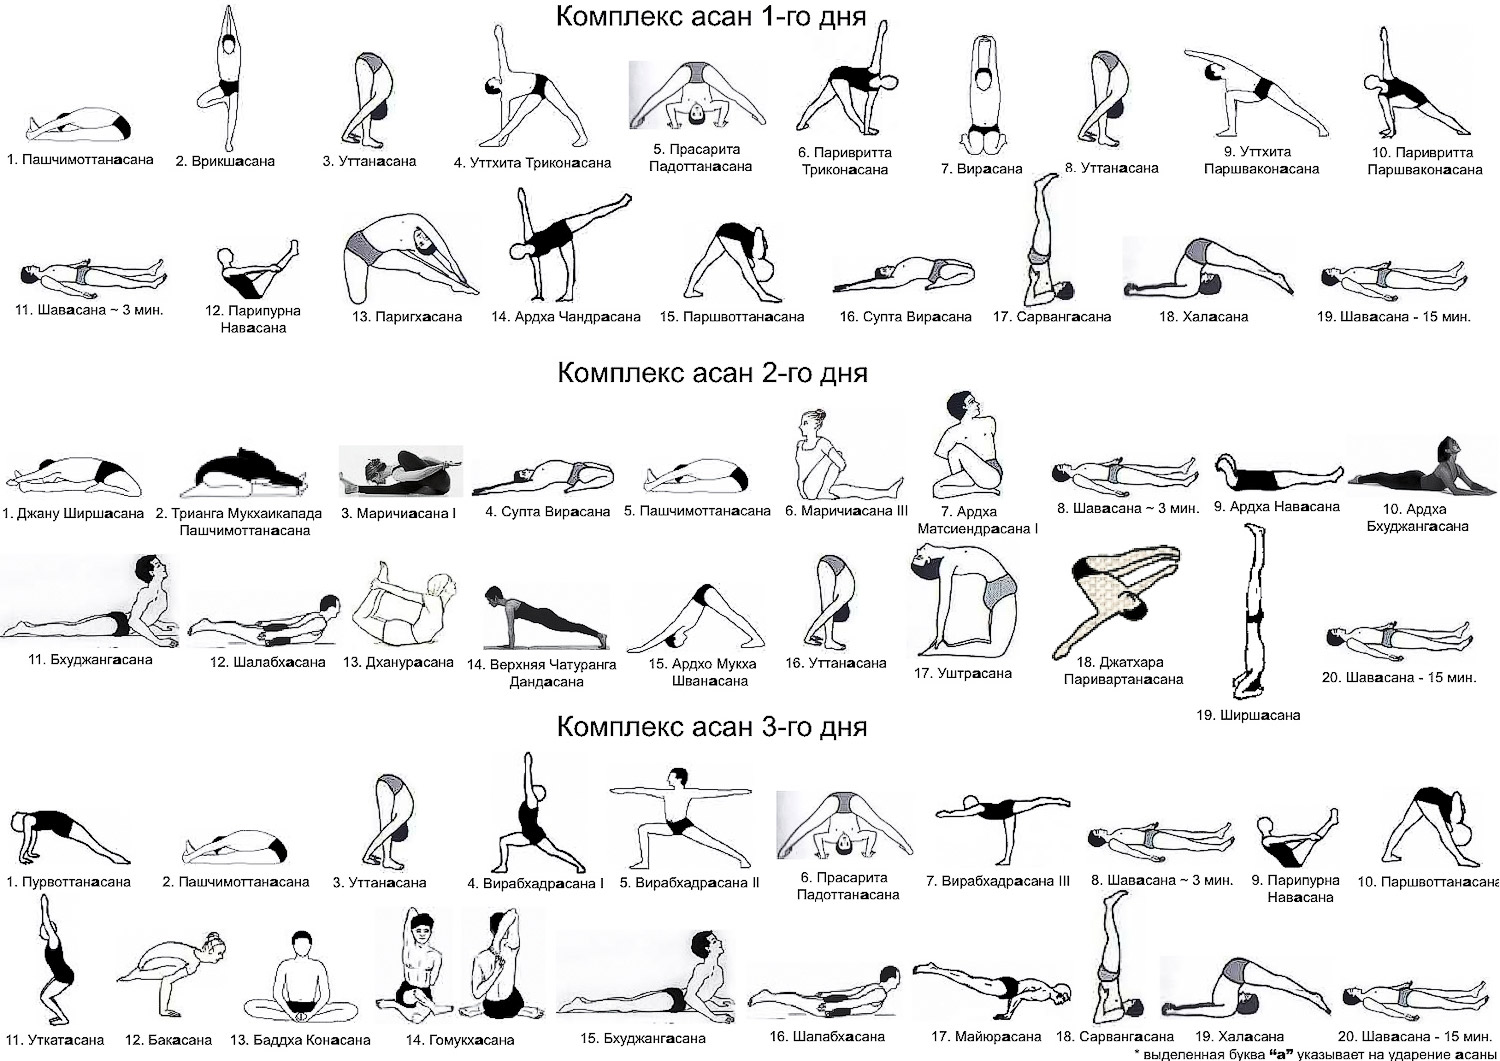 Комплекс асан 1-го дня
1. Пашчимоттанасана
2. Врикшасана
3. Уттанасана
4. Уттхита Триконасана
5. Прасарита
Падоттанасана
6. Паривритта
Триконасана
7. Вирасана
8. Уттанасана
9. Уттхита
Паршваконасана
10. Паривритта
Паршваконасана
11. Шавасана ~ 3 мин.
12. Парипурна
Навасана
13. Паригхасана
14. Ардха Чандрасана
15. Паршвоттанасана
16. Супта Вирасана
17. Сарвангасана
18. Халасана
19. Шавасана - 15 мин.
Комплекс асан 2-го дня
1. Джану Ширшасана
2. Трианга Мукхаикапада
Пашчимоттанасана
3. Маричиасана I
4. Супта Вирасана
5. Пашчимоттанасана
6. Маричиасана III
7. Ардха
Матсиендрасана I
8. Шавасана ~ 3 мин.
9. Ардха Навасана
10. Ардха
Бхуджангасана
11. Бхуджангасана
12. Шалабхасана
13. Дханурасана
14. Верхняя Чатуранга
Дандасана
15. Ардхо Мукха
Шванасана
16. Уттанасана
17. Уштрасана
18. Джатхара
Паривартанасана
19. Ширшасана
20. Шавасана - 15 мин.
Комплекс асан 3-го дня
1. Пурвоттанасана
2. Пашчимоттанасана
3. Уттанасана
4. Вирабхадрасана I
5. Вирабхадрасана II
6. Прасарита
Падоттанасана
7. Вирабхадрасана III
8. Шавасана ~ 3 мин.
9. Парипурна
Навасана
10. Паршвоттанасана
11. Уткатасана
12. Бакасана
13. Баддха Конасана
14. Гомукхасана
15. Бхуджангасана
16. Шалабхасана
17. Майюрасана
18. Сарвангасана
19. Халасана
20. Шавасана - 15 мин.
* выделенная буква “а” указывает на ударение асаны